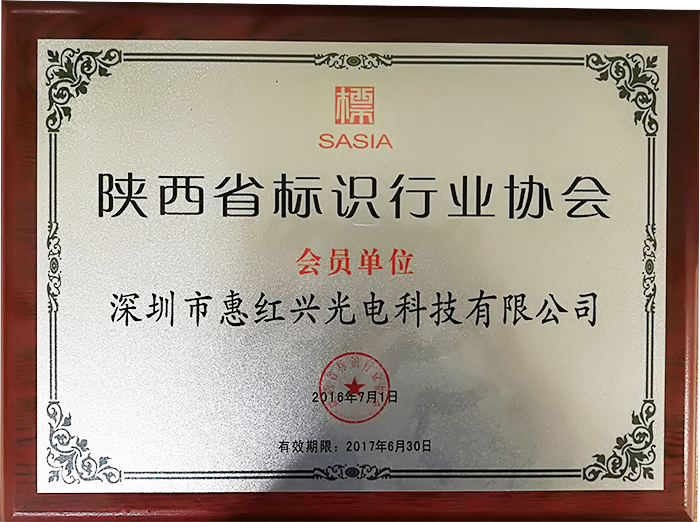 標
SASIA
陕西省标识行业协会
会员单位
深圳市惠红兴光电科技有限公司
2016年7月1日
有效期限：2017年6月30日